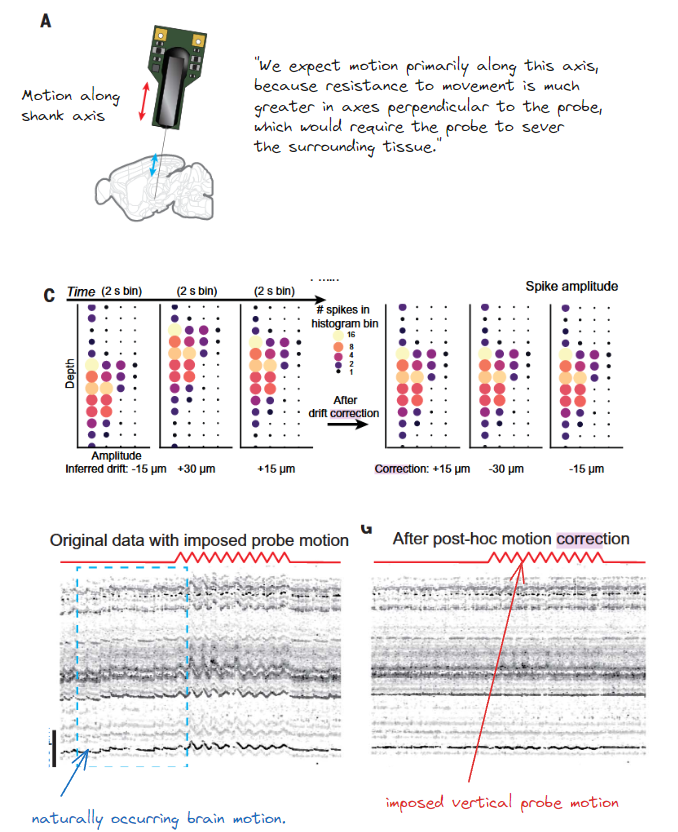 A
Motion along
shank axis
"We expect motion primarily along this axis,
because resistance to movement is much
greater in axes perpendicular to the probe,
which would require the probe to sever
the surrounding tissue."
C
Time (2 s bin) (2 s bin) (2 s bin)
Spike amplitude
# spikes in
histogram bin
16
8
4
2
1
Depth
After
drift correction
Amplitude
Inferred drift: -15 µm +30 µm +15 µm
Correction: +15 µm -30 µm -15 µm
Original data with imposed probe motion
G After post-hoc motion correction
naturally occurring brain motion.
imposed vertical probe motion